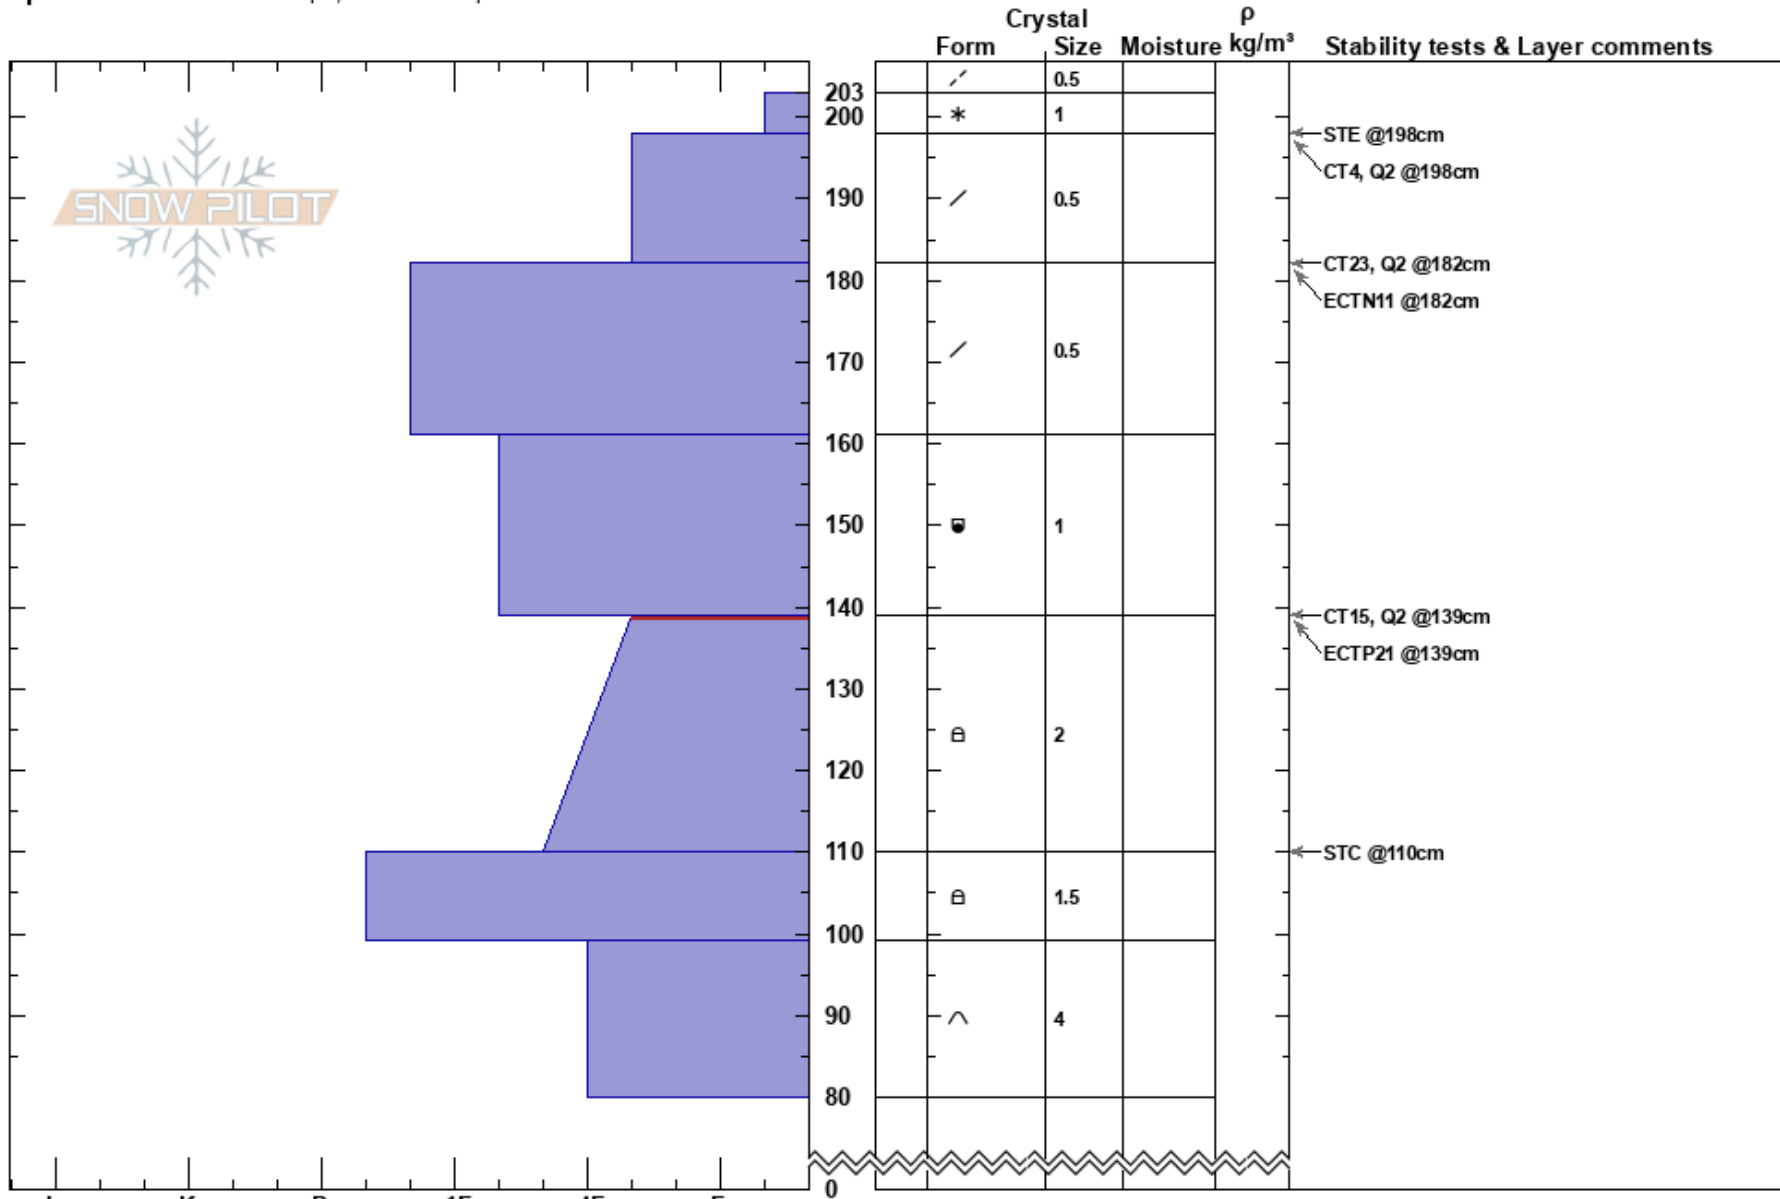 Crystal
ρ
Form Size Moisture kg/m³ Stability tests & Layer comments
0.5
203
200 1
STE @198cm
CT4, Q2 @198cm
SNOW PILOT
190 0.5
CT23, Q2 @182cm
180
ECTN11 @182cm
170 0.5
160
150 1
140
CT15, Q2 @139cm
ECTP21 @139cm
130
2
120
110 STC @110cm
1.5
100
90 4
80
0